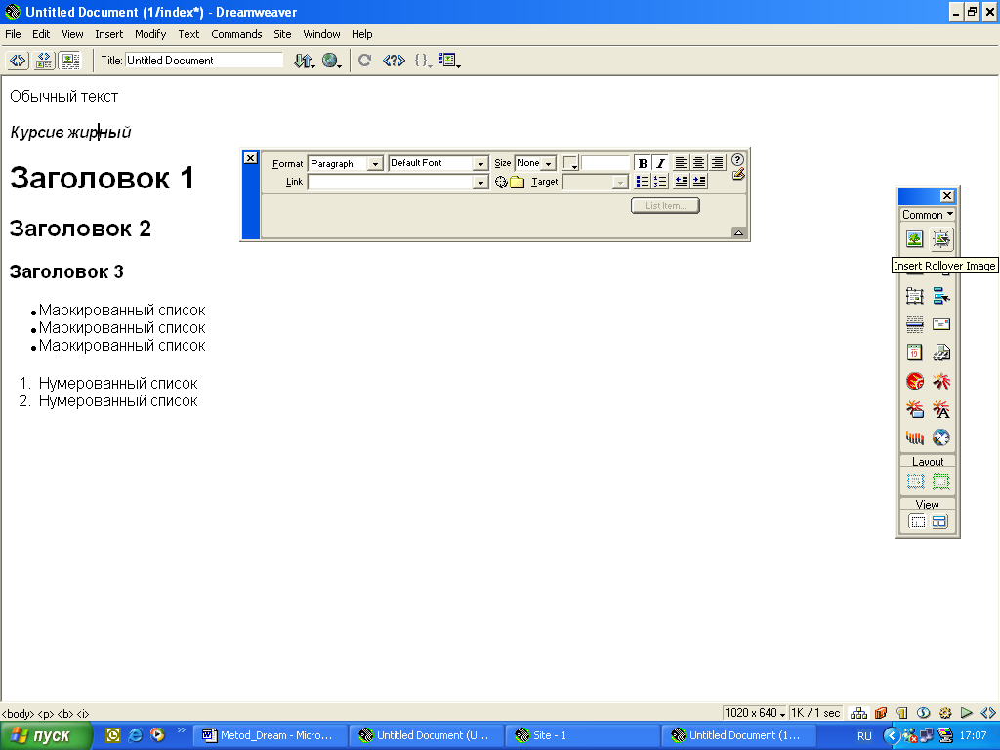 Untitled Document (1/index*) - Dreamweaver
File Edit View Insert Modify Text Commands Site Window Help
Title: Untitled Document
Обычный текст
Курсив жирный
Format Paragraph Default Font Size None B I
Link Target
List Item...
Заголовок 1
Заголовок 2
Заголовок 3
Маркированный список
Маркированный список
Маркированный список
1. Нумерованный список
2. Нумерованный список
Common
Insert Rollover Image
19
Layout
View
<body> <p> <b> <i>
1020 x 640 1K / 1 sec
пуск
Metod_Dream - Micro...
Untitled Document (U...
Site - 1
Untitled Document (1...
RU
17:07